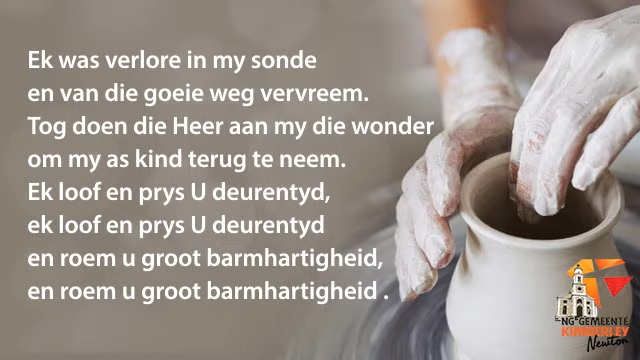 Ek was verlore in my sonde
en van die goeie weg vervreem.
Tog doen die Heer aan my die wonder
om my as kind terug te neem.
Ek loof en prys U deurentyd,
ek loof en prys U deurentyd
en roem u groot barmhartigheid,
en roem u groot barmhartigheid .
NG GEMEENTE
KIMBERLEY
Newton